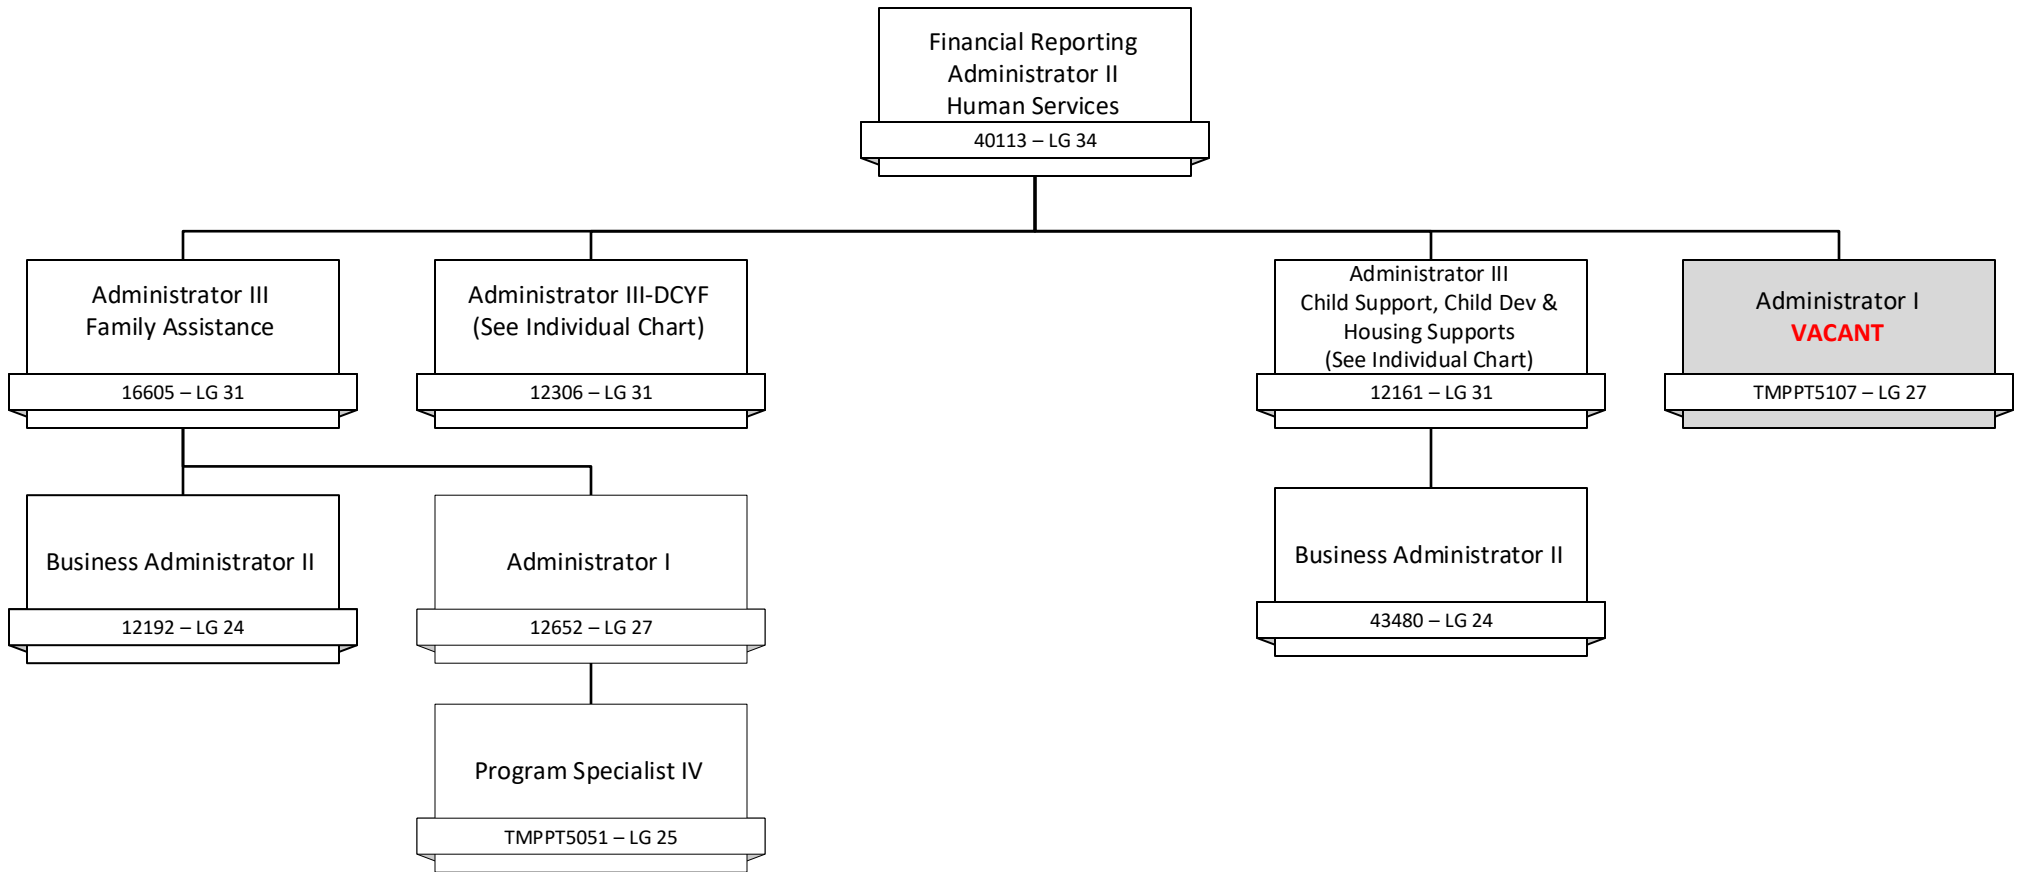 Financial Reporting
Administrator II
Human Services
40113 – LG 34
Administrator III
Family Assistance
16605 – LG 31
Administrator III-DCYF
(See Individual Chart)
12306 – LG 31
Administrator III
Child Support, Child Dev &
Housing Supports
(See Individual Chart)
12161 – LG 31
Administrator I
VACANT
TMPPT5107 – LG 27
Business Administrator II
12192 – LG 24
Administrator I
12652 – LG 27
Business Administrator II
43480 – LG 24
Program Specialist IV
TMPPT5051 – LG 25